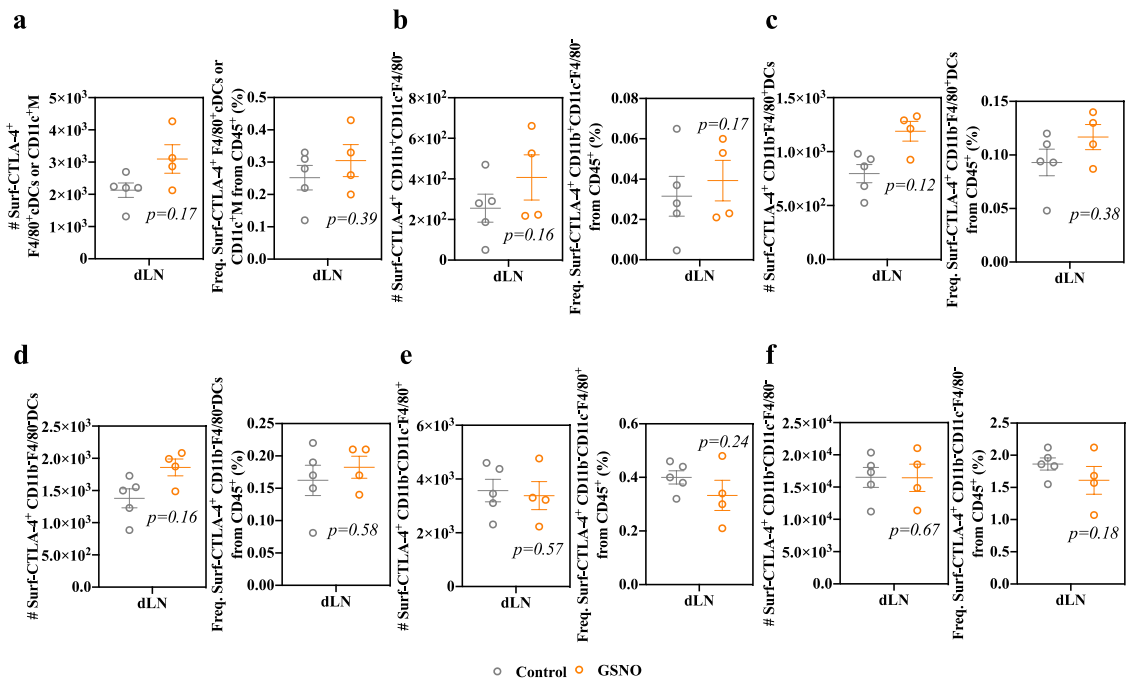 a
b
c
# Surf-CTLA-4⁺
F4/80⁺cDCs or CD11c⁺M
5×10³
4×10³
3×10³
2×10³
1×10³
0
p=0.17
dLN
Freq. Surf-CTLA-4⁺ F4/80⁺cDCs or
CD11c⁺M from CD45⁺ (%)
0.5
0.4
0.3
0.2
0.1
0.0
p=0.39
dLN
# Surf-CTLA-4⁺ CD11b⁺CD11c⁻F4/80⁻
8×10²
6×10²
4×10²
2×10²
0
p=0.16
dLN
Freq. Surf-CTLA-4⁺ CD11b⁺CD11c⁻F4/80⁻
from CD45⁺ (%)
0.08
0.06
0.04
0.02
0.00
p=0.17
dLN
# Surf-CTLA-4⁺ CD11b⁻F4/80⁺DCs
1.5×10³
1.0×10³
5.0×10²
0.0
p=0.12
dLN
Freq. Surf-CTLA-4⁺ CD11b⁻F4/80⁺DCs
from CD45⁺ (%)
0.15
0.10
0.05
0.00
p=0.38
dLN
d
e
f
# Surf-CTLA-4⁺ CD11b⁻F4/80⁻DCs
2.5×10³
2.0×10³
1.5×10³
1.0×10³
5.0×10²
0.0
p=0.16
dLN
Freq. Surf-CTLA-4⁺ CD11b⁻F4/80⁻DCs
from CD45⁺ (%)
0.25
0.20
0.15
0.10
0.05
0.00
p=0.58
dLN
# Surf-CTLA-4⁺ CD11b⁻CD11c⁻F4/80⁺
6×10³
4×10³
2×10³
0
p=0.57
dLN
Freq. Surf-CTLA-4⁺ CD11b⁻CD11c⁻F4/80⁺
from CD45⁺ (%)
0.6
0.4
0.2
0.0
p=0.24
dLN
# Surf-CTLA-4⁺ CD11b⁻CD11c⁻F4/80⁻
2.5×10⁴
2.0×10⁴
1.5×10⁴
1.0×10⁴
5.0×10³
0.0
p=0.67
dLN
Freq. Surf-CTLA-4⁺ CD11b⁻CD11c⁻F4/80⁻
from CD45⁺ (%)
2.5
2.0
1.5
1.0
0.5
0.0
p=0.18
dLN
Control
GSNO